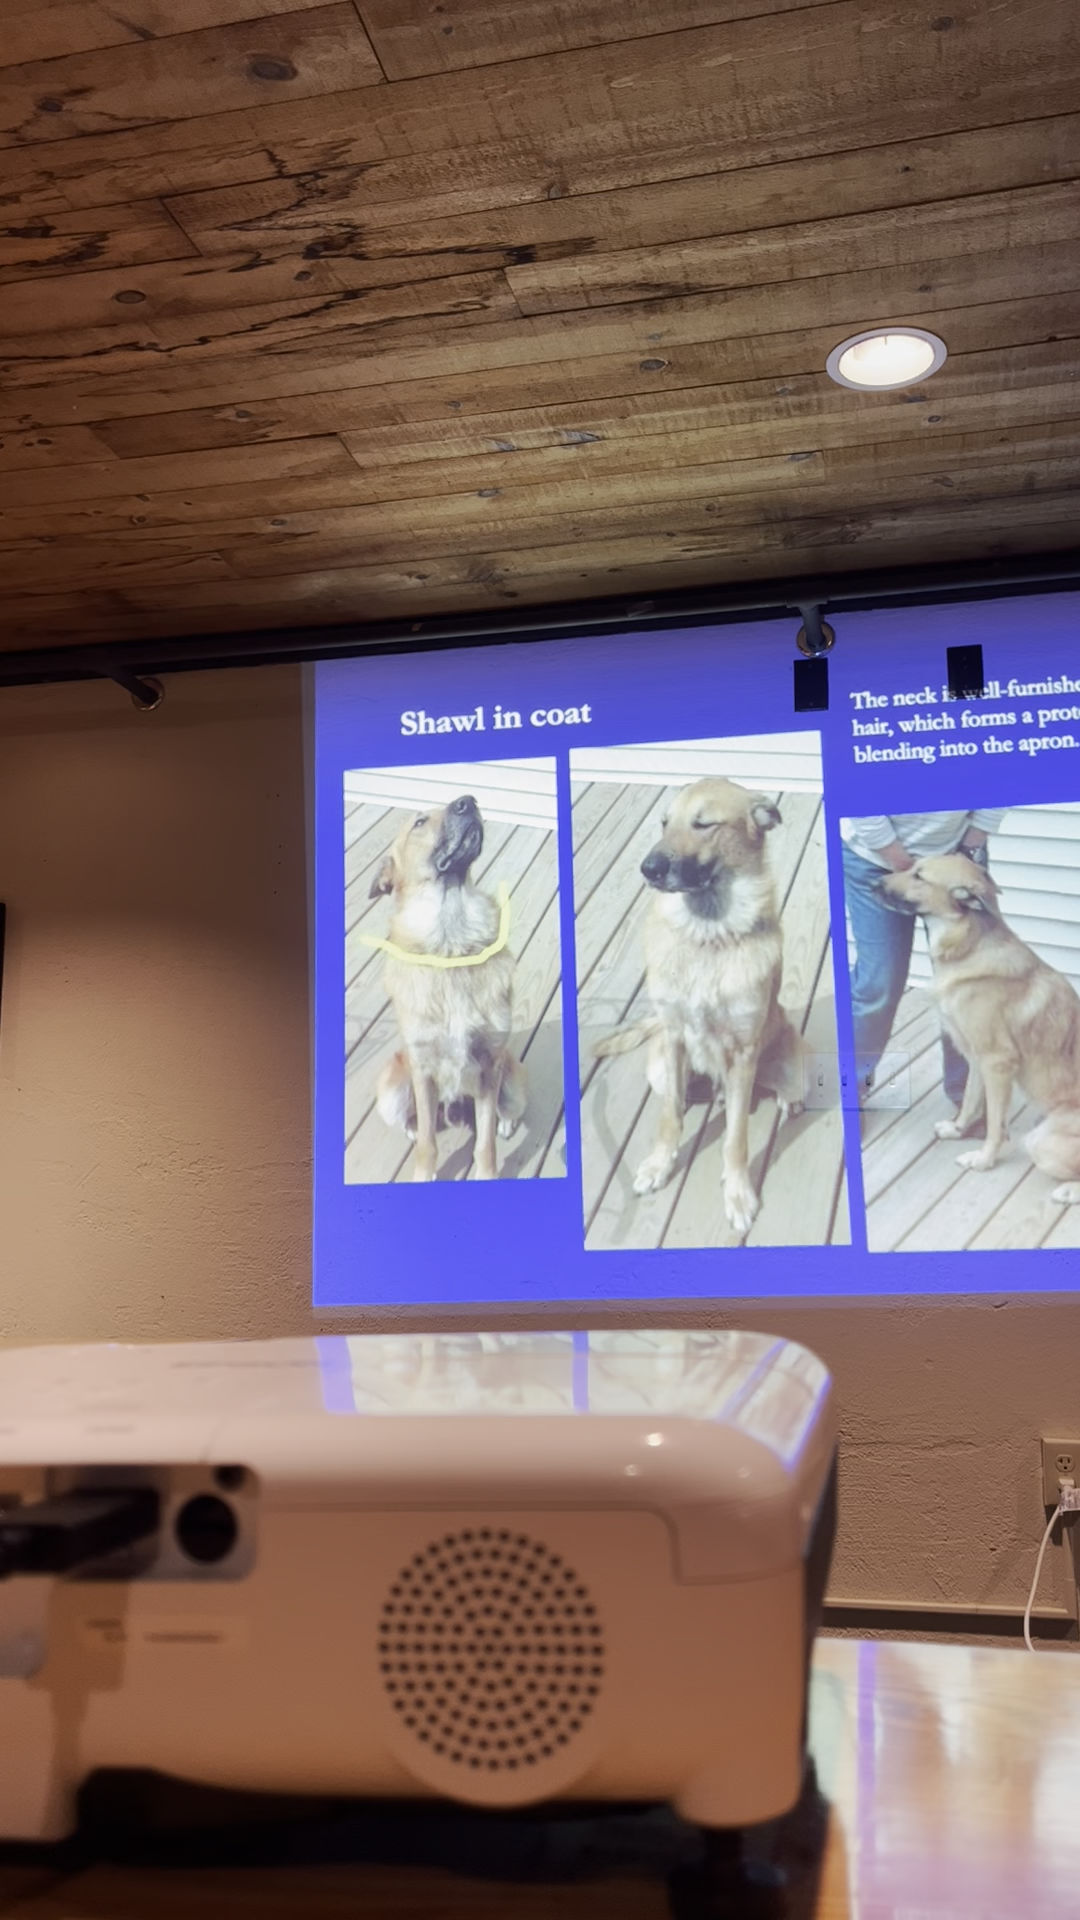 Shawl in coat
The neck is well-furnishe
hair, which forms a prot
blending into the apron.